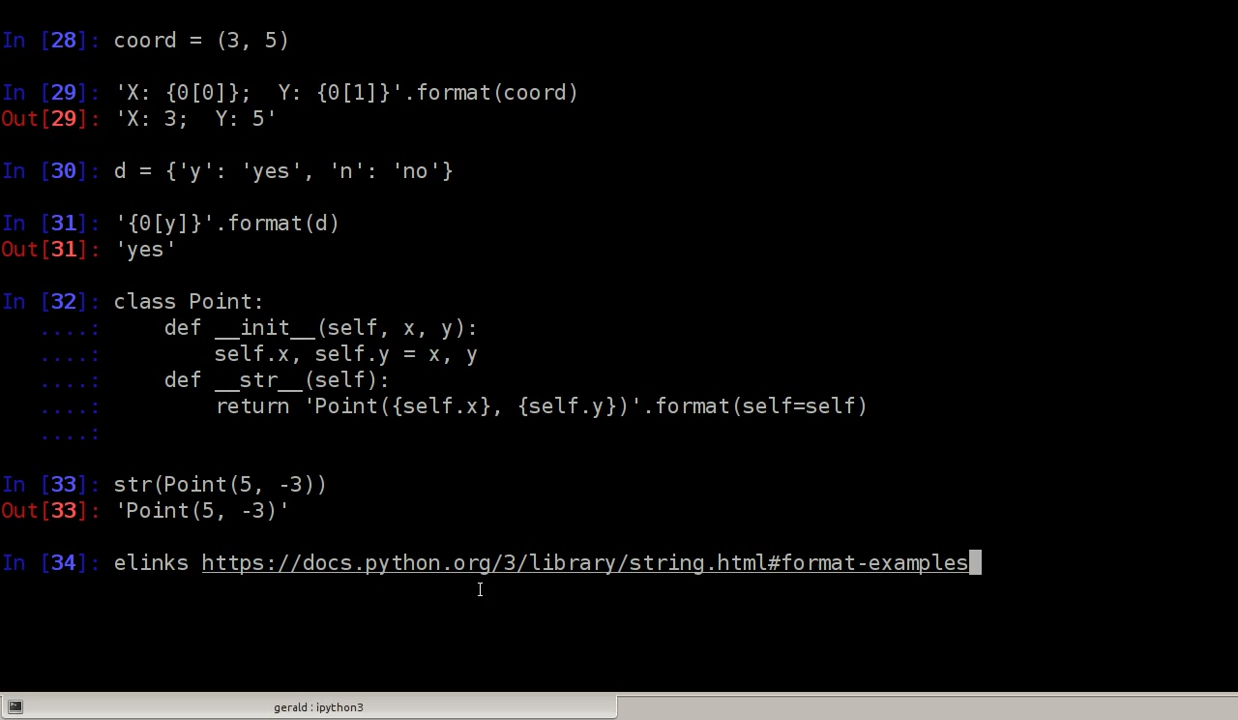 In [28]: coord = (3, 5)
In [29]: 'X: {0[0]};  Y: {0[1]}'.format(coord)
Out[29]: 'X: 3;  Y: 5'
In [30]: d = {'y': 'yes', 'n': 'no'}
In [31]: '{0[y]}'.format(d)
Out[31]: 'yes'
In [32]: class Point:
   ....:     def __init__(self, x, y):
   ....:         self.x, self.y = x, y
   ....:     def __str__(self):
   ....:         return 'Point({self.x}, {self.y})'.format(self=self)
   ....:
In [33]: str(Point(5, -3))
Out[33]: 'Point(5, -3)'
In [34]: elinks https://docs.python.org/3/library/string.html#format-examples
gerald : ipython3